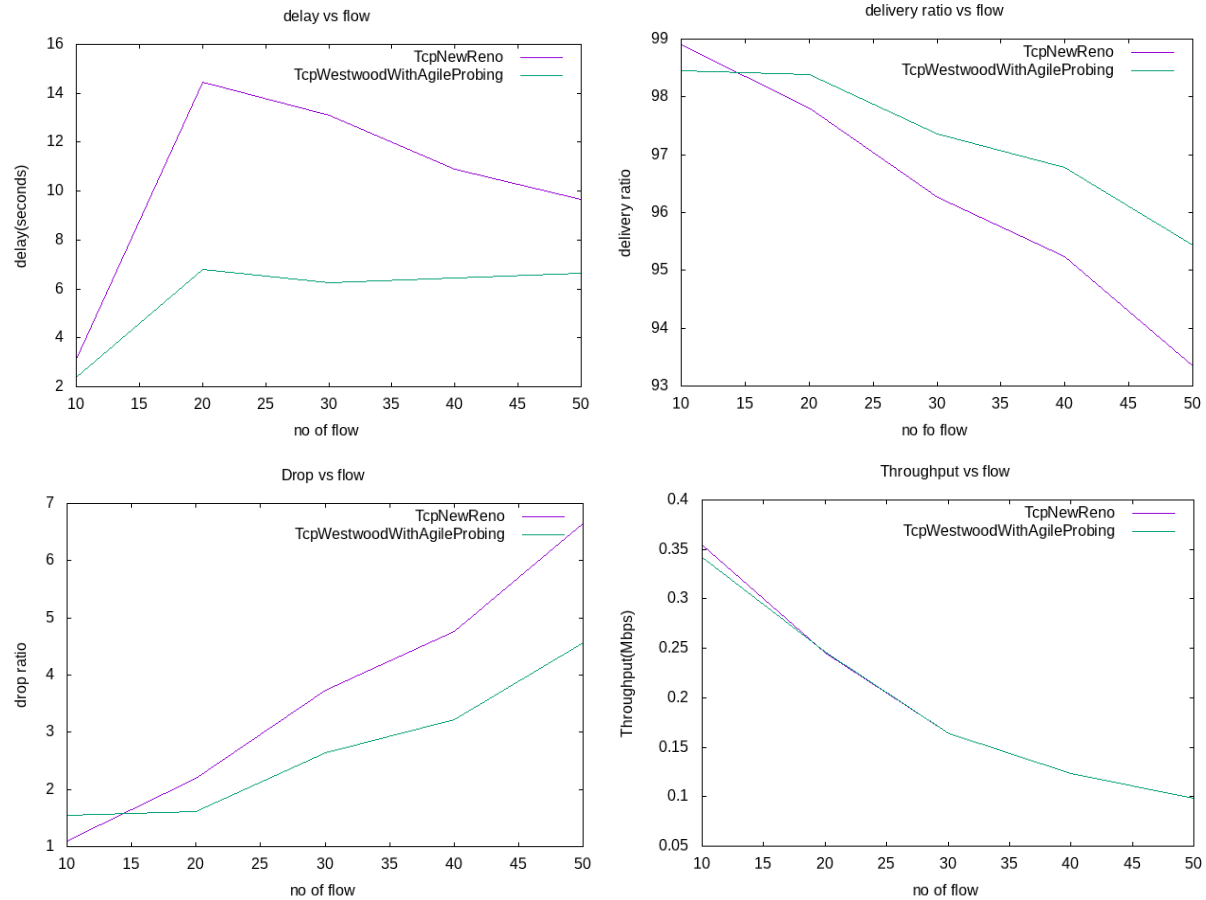 delay vs flow
16
14
12
10
8
6
4
2
delay(seconds)
TcpNewReno
TcpWestwoodWithAgileProbing
10 15 20 25 30 35 40 45 50
no of flow
delivery ratio vs flow
99
98
97
96
95
94
93
delivery ratio
TcpNewReno
TcpWestwoodWithAgileProbing
10 15 20 25 30 35 40 45 50
no fo flow
Drop vs flow
7
6
5
4
3
2
1
drop ratio
TcpNewReno
TcpWestwoodWithAgileProbing
10 15 20 25 30 35 40 45 50
no of flow
Throughput vs flow
0.4
0.35
0.3
0.25
0.2
0.15
0.1
0.05
Throughput(Mbps)
TcpNewReno
TcpWestwoodWithAgileProbing
10 15 20 25 30 35 40 45 50
no of flow